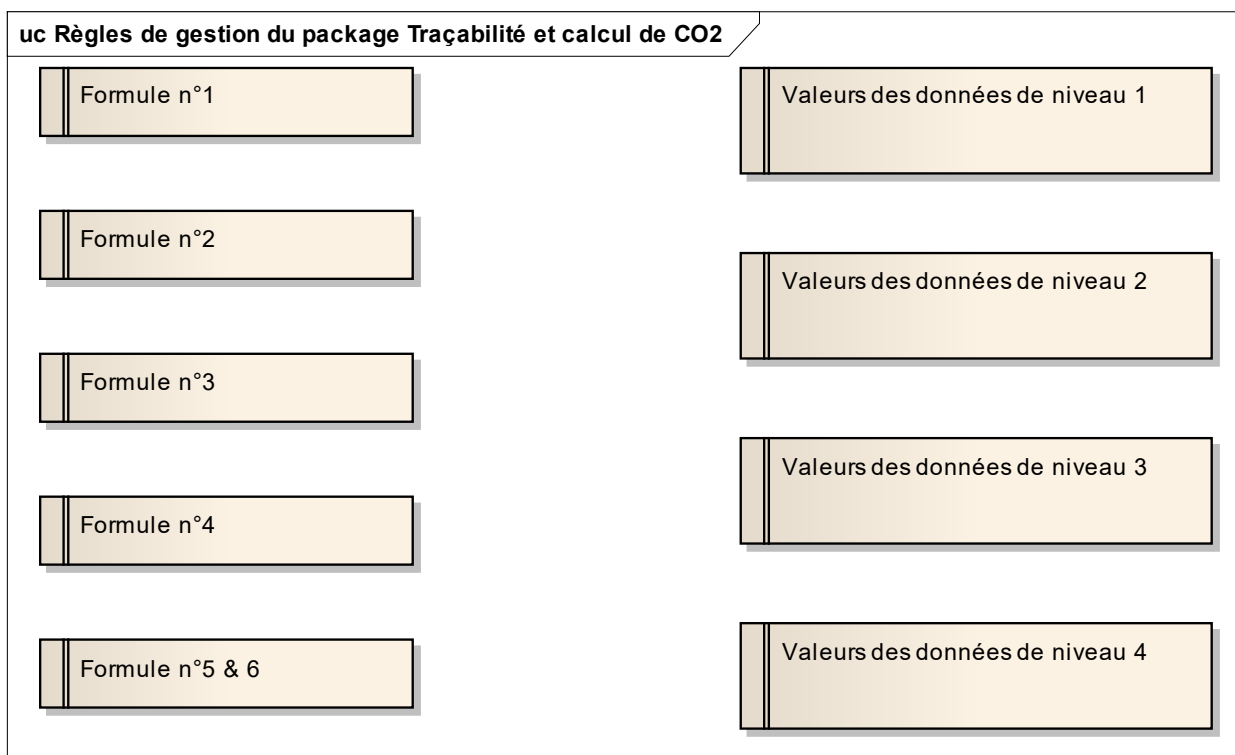 uc Règles de gestion du package Traçabilité et calcul de CO2
Formule n°1
Formule n°2
Formule n°3
Formule n°4
Formule n°5 & 6
Valeurs des données de niveau 1
Valeurs des données de niveau 2
Valeurs des données de niveau 3
Valeurs des données de niveau 4